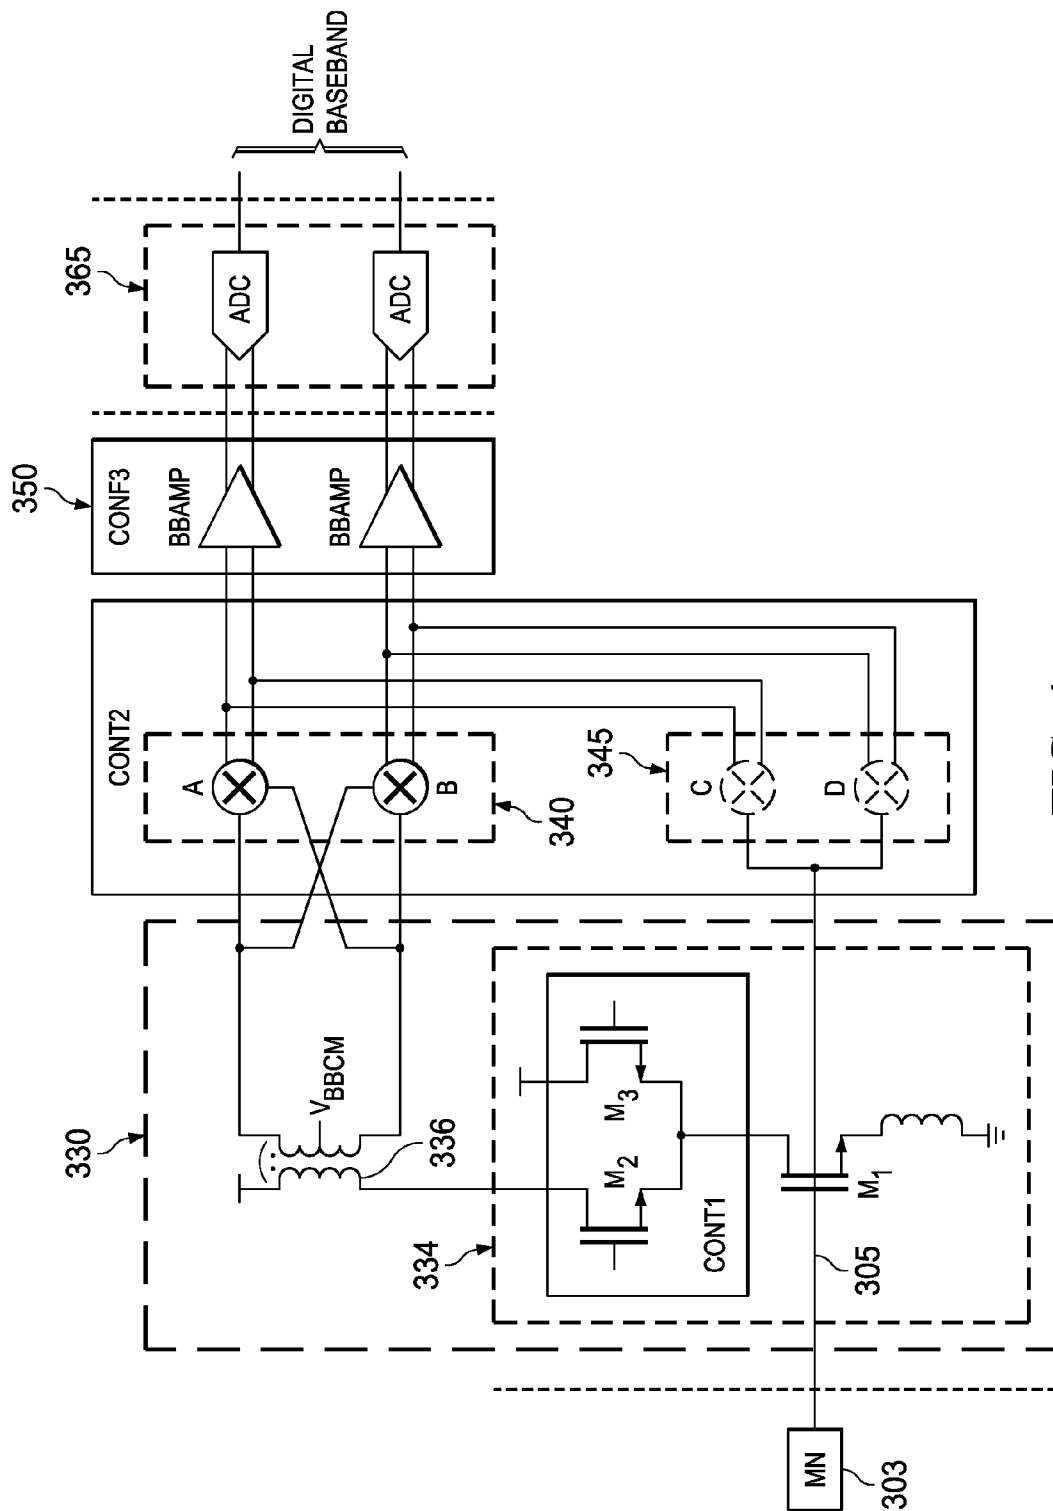 DIGITAL
BASEBAND
365
ADC
ADC
350
CONF3
BBAMP
BBAMP
CONT2
A
B
340
345
C
D
330
VBBCM
336
334
M2
M3
CONT1
M1
305
MN
303